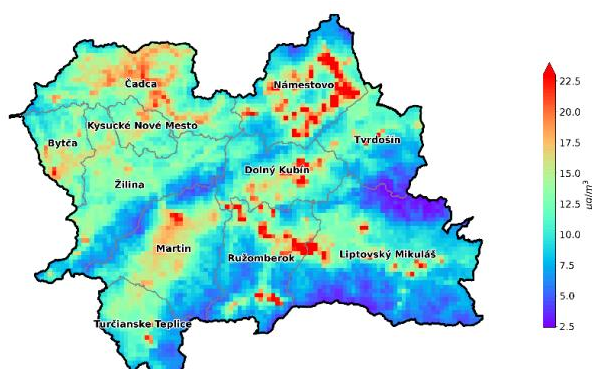 Čadca
Námestovo
Kysucké Nové Mesto
Bytča
Tvrdošín
Dolný Kubín
Žilina
Martin
Ružomberok
Liptovský Mikuláš
Turčianske Teplice
22.5
20.0
17.5
15.0
12.5
10.0
7.5
5.0
2.5
µg/m³